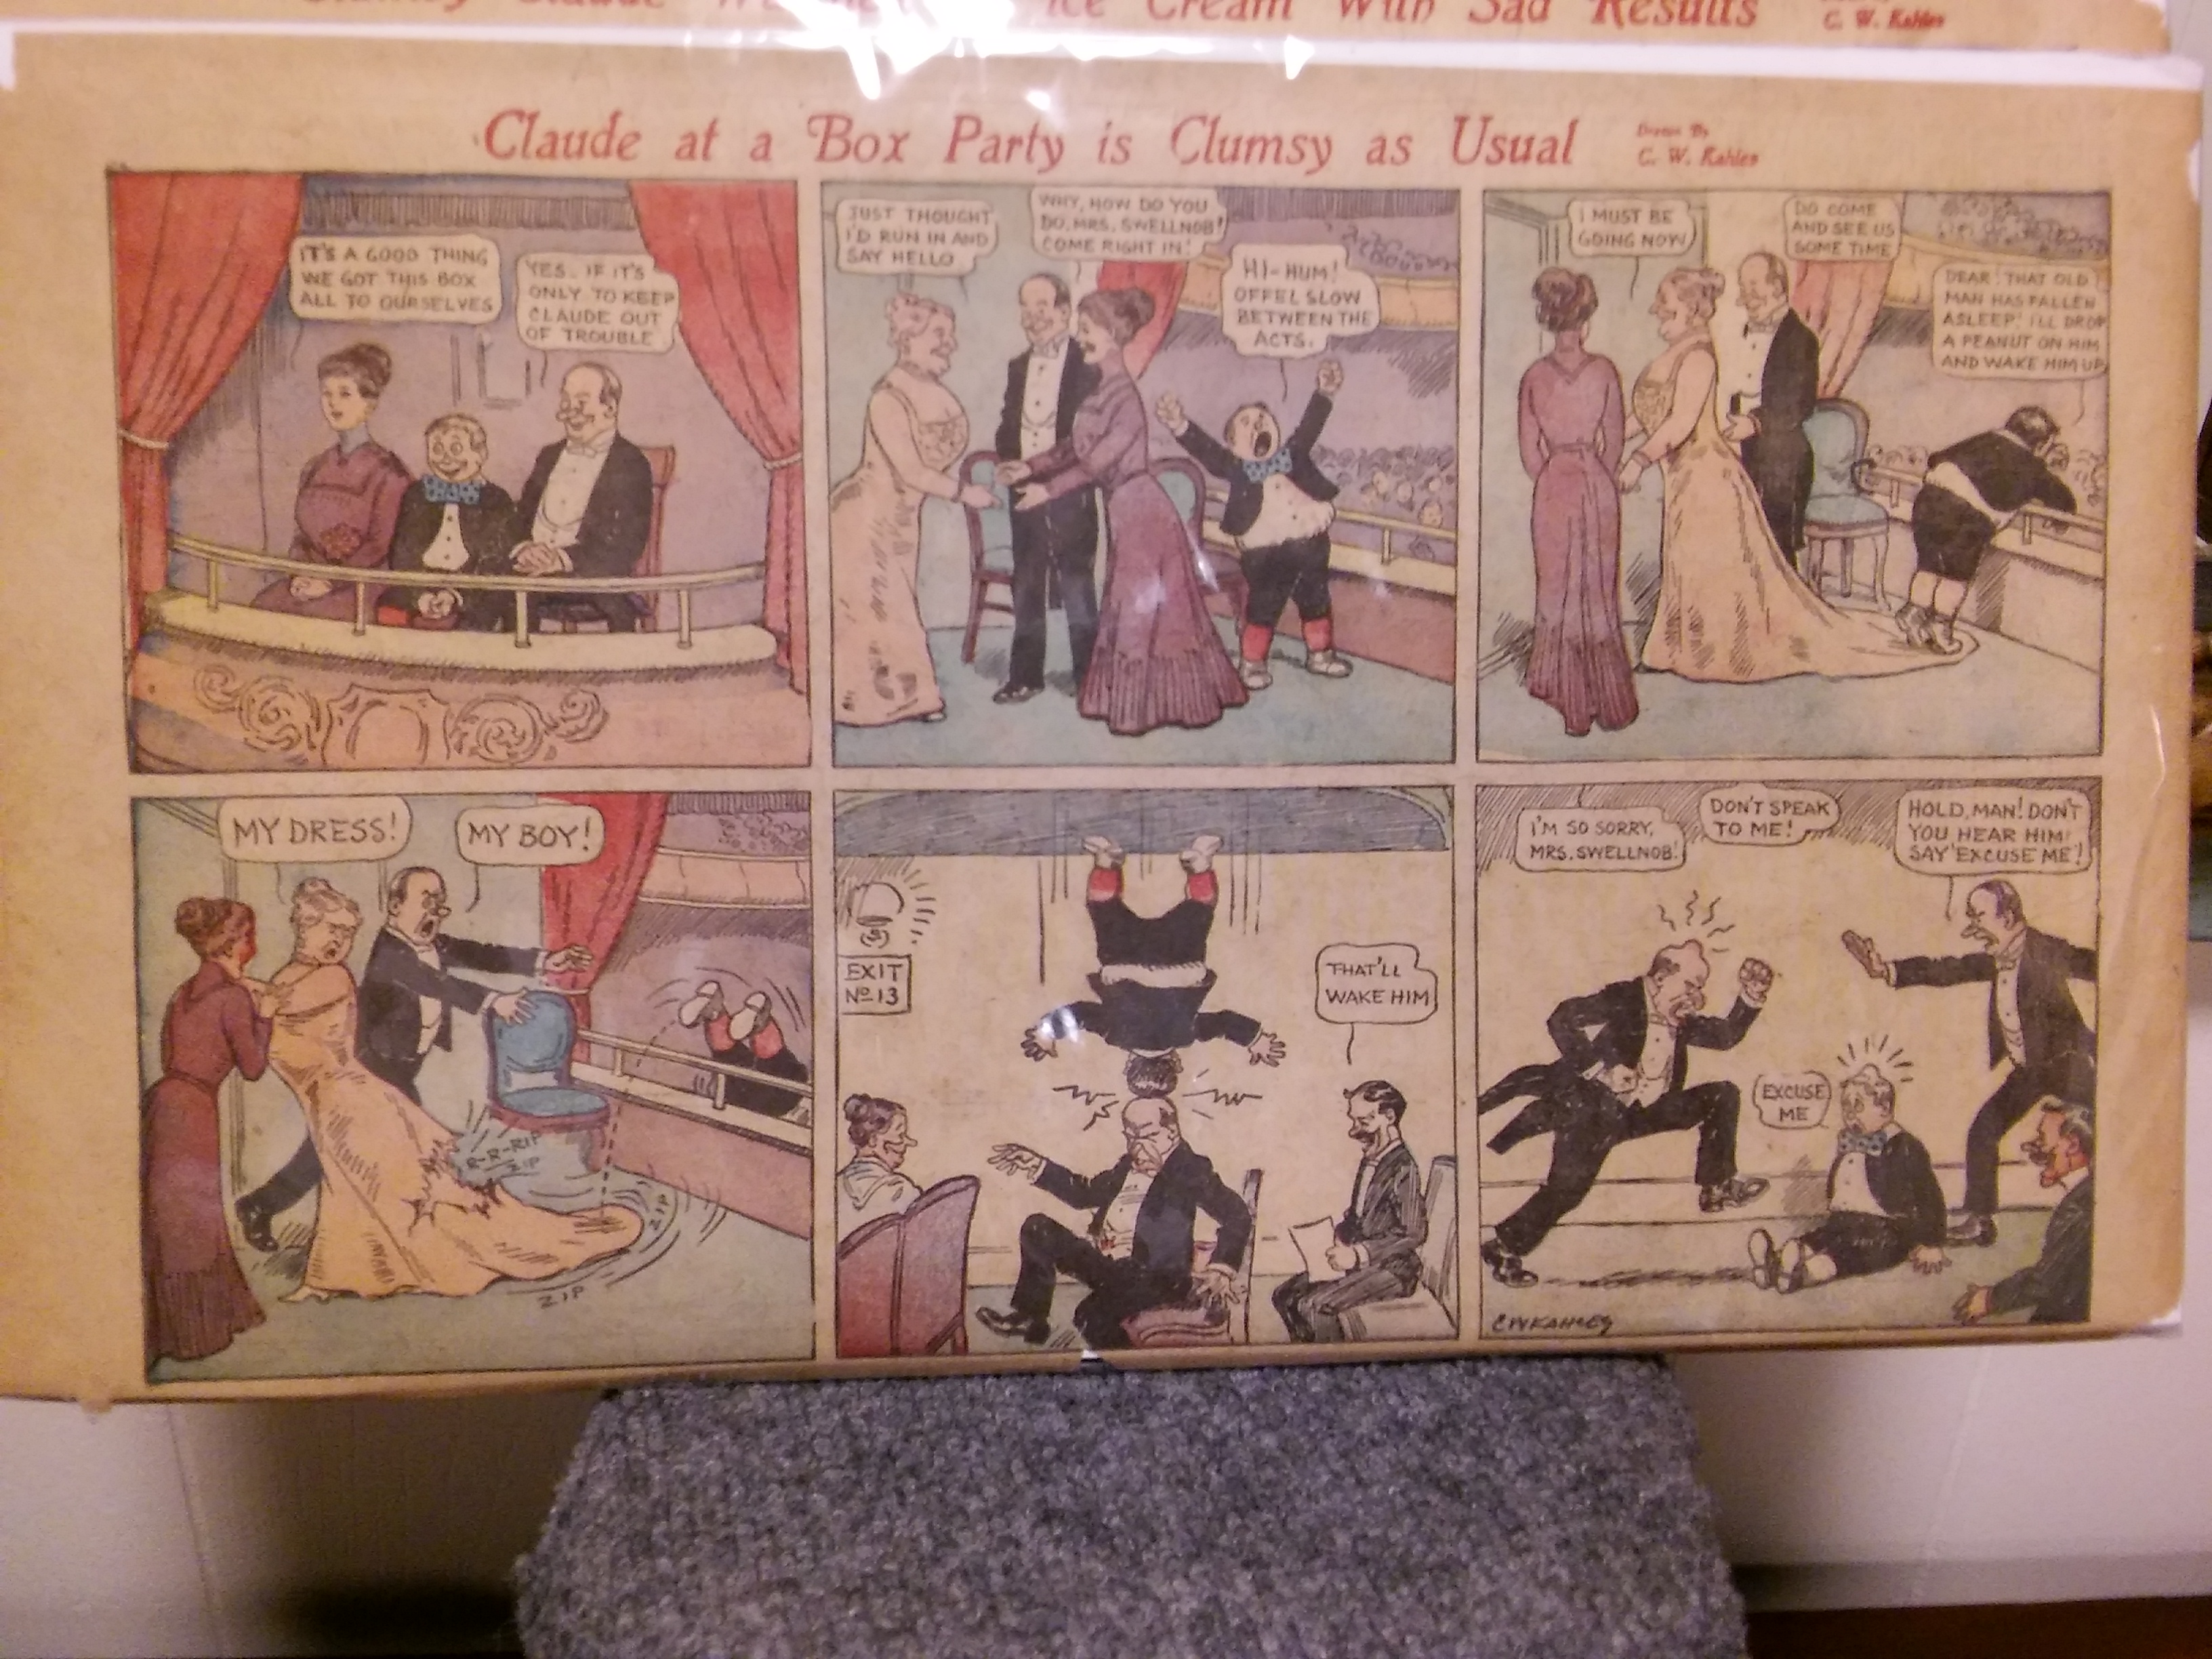 Clumsy Claude
Ice Cream With Sad Results
C. W. Kahles
Claude at a Box Party is Clumsy as Usual
Drawn By
C. W. Kahles
IT'S A GOOD THING
WE GOT THIS BOX
ALL TO OURSELVES
YES - IF IT'S
ONLY TO KEEP
CLAUDE OUT
OF TROUBLE
JUST THOUGHT
I'D RUN IN AND
SAY HELLO
WHY, HOW DO YOU
DO, MRS. SWELLNOB!
COME RIGHT IN!
HI-HUM!
OFFEL SLOW
BETWEEN THE
ACTS.
I MUST BE
GOING NOW
DO COME
AND SEE US
SOME TIME
DEAR! THAT OLD
MAN HAS FALLEN
ASLEEP! I'LL DROP
A PEANUT ON HIM
AND WAKE HIM UP
MY DRESS!
MY BOY!
R-R-RIP
ZIP
ZIP
ZIP
EXIT
No 13
THAT'LL
WAKE HIM
I'M SO SORRY,
MRS. SWELLNOB!
DON'T SPEAK
TO ME!
HOLD, MAN! DON'T
YOU HEAR HIM
SAY 'EXCUSE ME'!
EXCUSE
ME
CWKAHLES